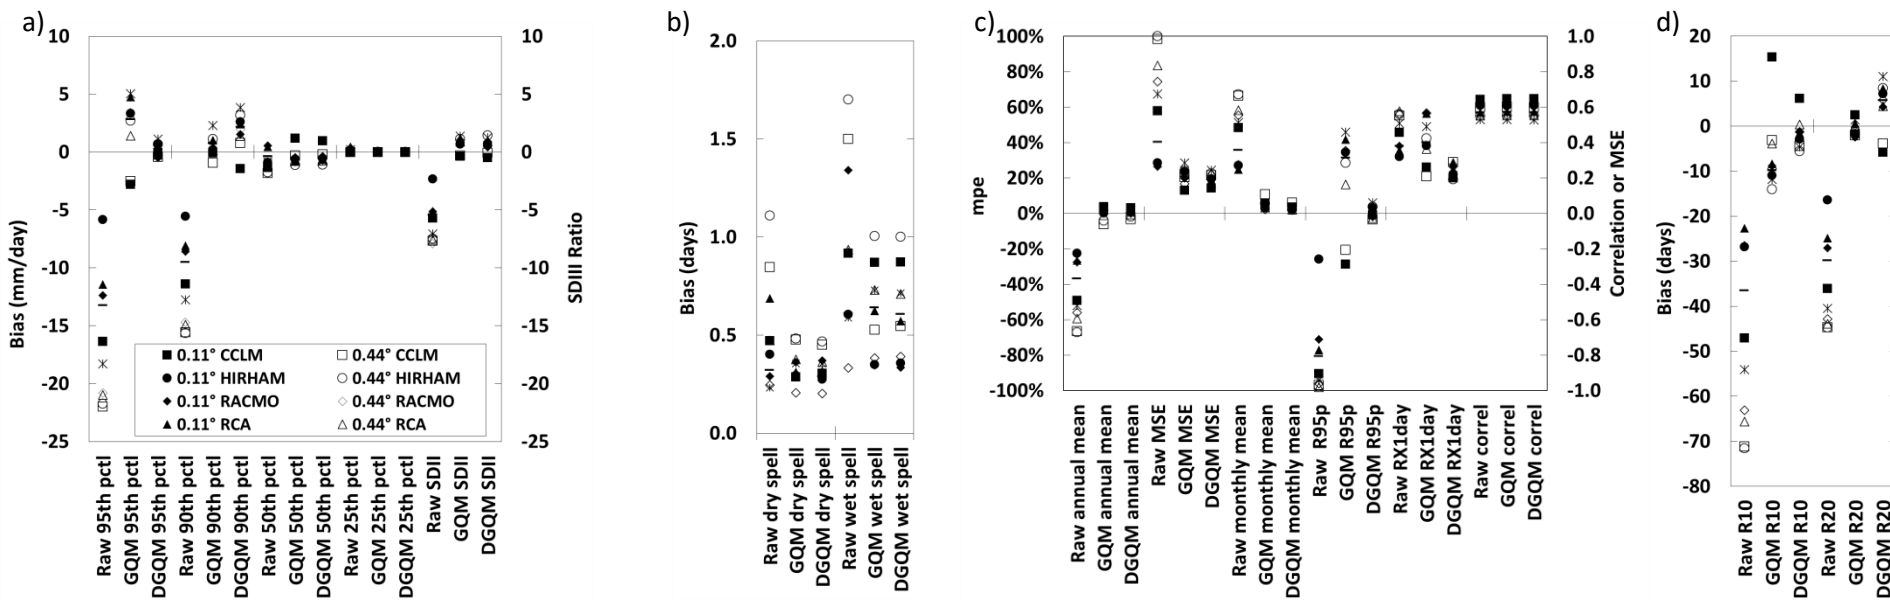 a)
10
5
0
-5
-10
-15
-20
-25
Bias (mm/day)
0.11° CCLM
0.44° CCLM
0.11° HIRHAM
0.44° HIRHAM
0.11° RACMO
0.44° RACMO
0.11° RCA
0.44° RCA
10
5
0
-5
-10
-15
-20
-25
SDIII Ratio
Raw 95th pctl
GQM 95th pctl
DGQM 95th pctl
Raw 90th pctl
GQM 90th pctl
DGQM 90th pctl
Raw 50th pctl
GQM 50th pctl
DGQM 50th pctl
Raw 25th pctl
GQM 25th pctl
DGQM 25th pctl
Raw SDII
GQM SDII
DGQM SDII
b)
2.0
1.5
1.0
0.5
0.0
Bias (days)
Raw dry spell
GQM dry spell
DGQM dry spell
Raw wet spell
GQM wet spell
DGQM wet spell
c)
100%
80%
60%
40%
20%
0%
-20%
-40%
-60%
-80%
-100%
mpe
1.0
0.8
0.6
0.4
0.2
0.0
-0.2
-0.4
-0.6
-0.8
-1.0
Correlation or MSE
Raw annual mean
GQM annual mean
DGQM annual mean
Raw MSE
GQM MSE
DGQM MSE
Raw monthly mean
GQM monthly mean
DGQM monthly mean
Raw R95p
GQM R95p
DGQM R95p
Raw RX1day
GQM RX1day
DGQM RX1day
Raw correl
GQM correl
DGQM correl
d)
20
10
0
-10
-20
-30
-40
-50
-60
-70
-80
Bias (days)
Raw R10
GQM R10
DGQM R10
Raw R20
GQM R20
DGQM R20